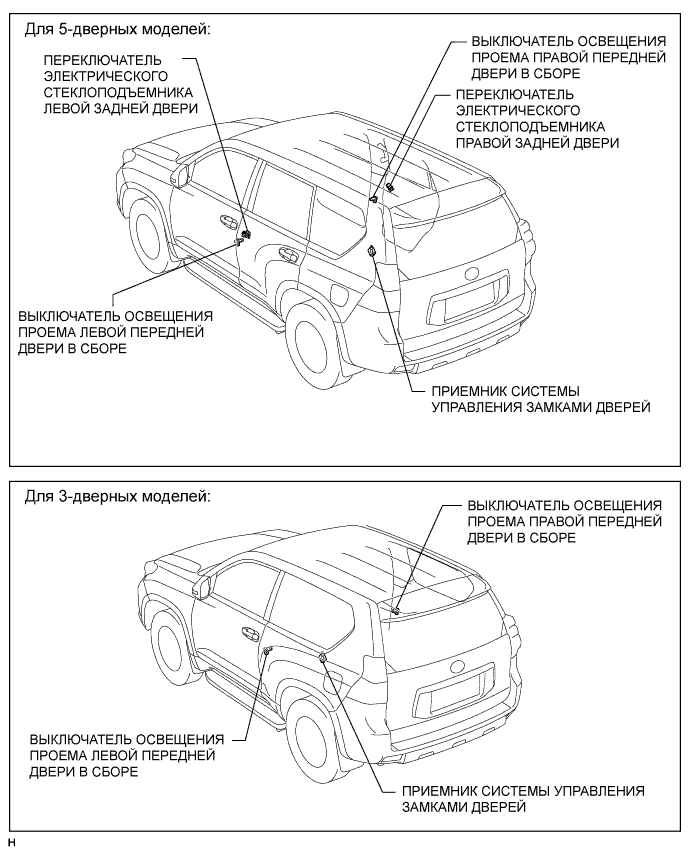 Для 5-дверных моделей:
ПЕРЕКЛЮЧАТЕЛЬ
ЭЛЕКТРИЧЕСКОГО
СТЕКЛОПОДЪЕМНИКА
ЛЕВОЙ ЗАДНЕЙ ДВЕРИ
ВЫКЛЮЧАТЕЛЬ ОСВЕЩЕНИЯ
ПРОЕМА ПРАВОЙ ПЕРЕДНЕЙ
ДВЕРИ В СБОРЕ
ПЕРЕКЛЮЧАТЕЛЬ
ЭЛЕКТРИЧЕСКОГО
СТЕКЛОПОДЪЕМНИКА
ПРАВОЙ ЗАДНЕЙ ДВЕРИ
ВЫКЛЮЧАТЕЛЬ ОСВЕЩЕНИЯ
ПРОЕМА ЛЕВОЙ ПЕРЕДНЕЙ
ДВЕРИ В СБОРЕ
ПРИЕМНИК СИСТЕМЫ
УПРАВЛЕНИЯ ЗАМКАМИ ДВЕРЕЙ
Для 3-дверных моделей:
ВЫКЛЮЧАТЕЛЬ ОСВЕЩЕНИЯ
ПРОЕМА ПРАВОЙ ПЕРЕДНЕЙ
ДВЕРИ В СБОРЕ
ВЫКЛЮЧАТЕЛЬ ОСВЕЩЕНИЯ
ПРОЕМА ЛЕВОЙ ПЕРЕДНЕЙ
ДВЕРИ В СБОРЕ
ПРИЕМНИК СИСТЕМЫ УПРАВЛЕНИЯ
ЗАМКАМИ ДВЕРЕЙ
Н